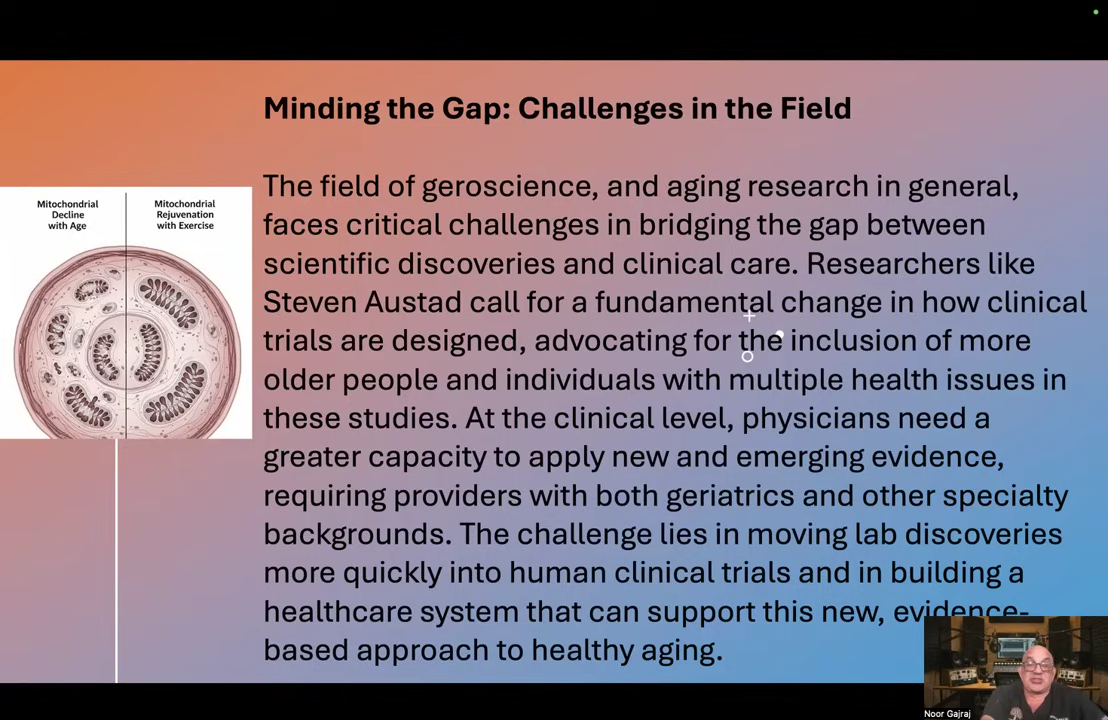 Minding the Gap: Challenges in the Field
Mitochondrial
Decline
with Age
Mitochondrial
Rejuvenation
with Exercise
The field of geroscience, and aging research in general,
faces critical challenges in bridging the gap between
scientific discoveries and clinical care. Researchers like
Steven Austad call for a fundamental change in how clinical
trials are designed, advocating for the inclusion of more
older people and individuals with multiple health issues in
these studies. At the clinical level, physicians need a
greater capacity to apply new and emerging evidence,
requiring providers with both geriatrics and other specialty
backgrounds. The challenge lies in moving lab discoveries
more quickly into human clinical trials and in building a
healthcare system that can support this new, evidence-
based approach to healthy aging.
Noor Gajraj